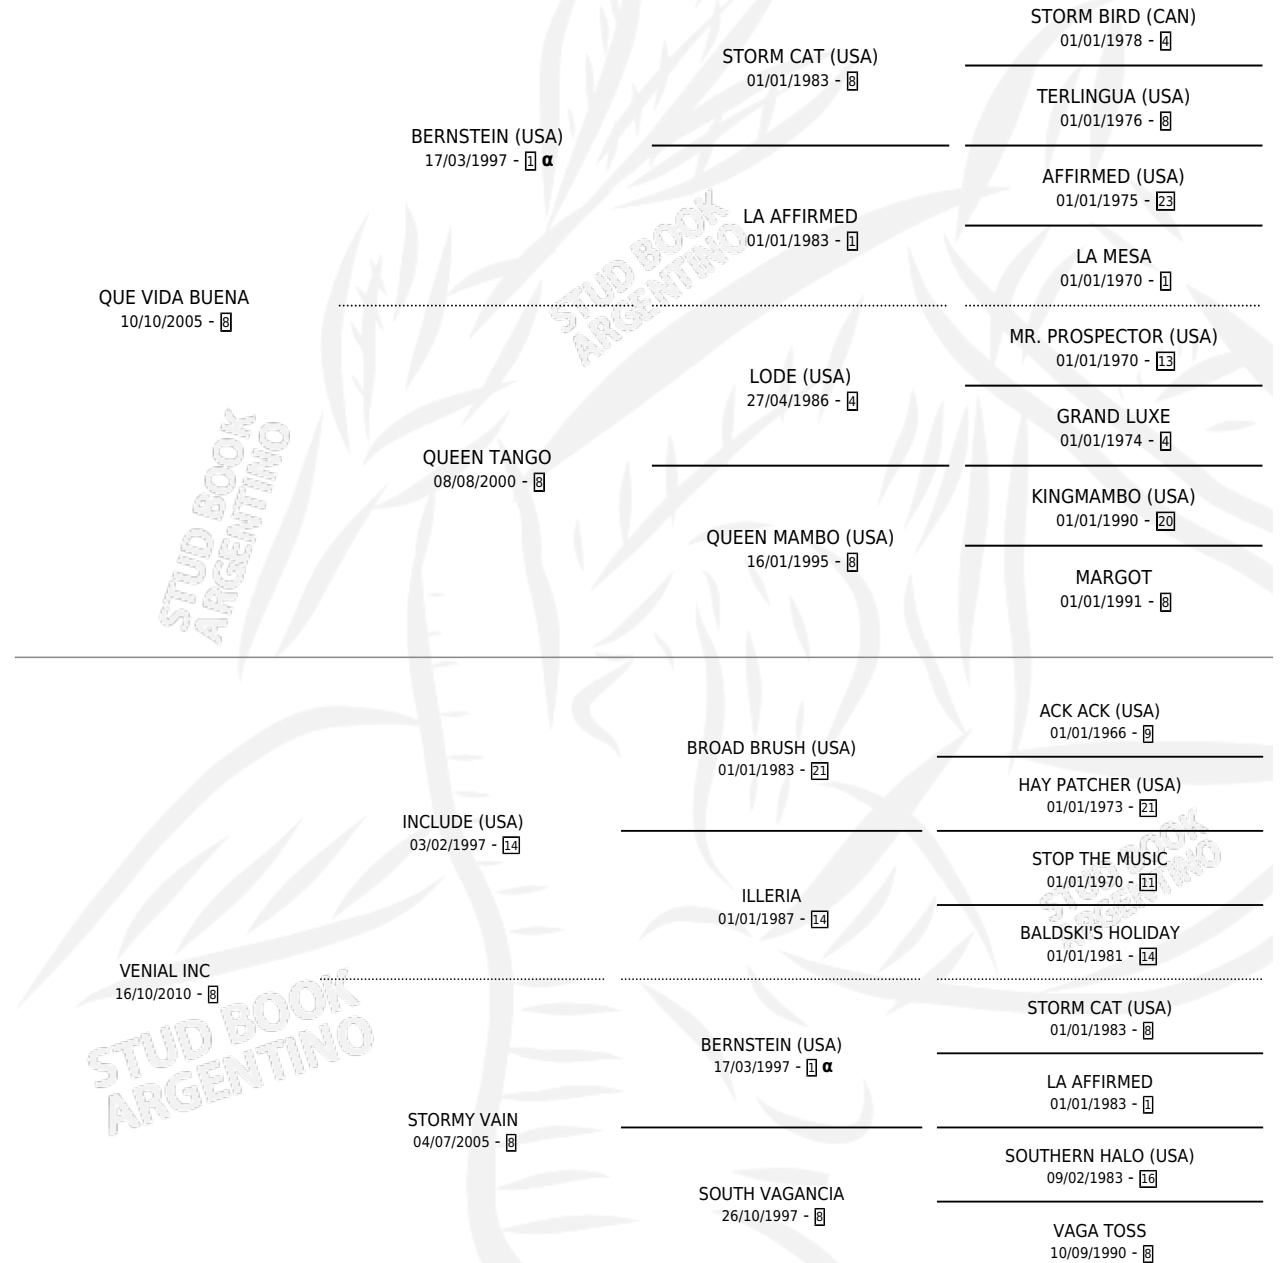 STORM BIRD (CAN)
01/01/1978 - 4
STORM CAT (USA)
01/01/1983 - 8
TERLINGUA (USA)
01/01/1976 - 8
BERNSTEIN (USA)
17/03/1997 - 1 α
AFFIRMED (USA)
01/01/1975 - 23
LA AFFIRMED
01/01/1983 - 1
LA MESA
01/01/1970 - 1
QUE VIDA BUENA
10/10/2005 - 8
MR. PROSPECTOR (USA)
01/01/1970 - 13
LODE (USA)
27/04/1986 - 4
GRAND LUXE
01/01/1974 - 4
QUEEN TANGO
08/08/2000 - 8
KINGMAMBO (USA)
01/01/1990 - 20
QUEEN MAMBO (USA)
16/01/1995 - 8
MARGOT
01/01/1991 - 8
STUD BOOK
ARGENTINO
STUD BOOK
ARGENTINO
ACK ACK (USA)
01/01/1966 - 9
BROAD BRUSH (USA)
01/01/1983 - 21
HAY PATCHER (USA)
01/01/1973 - 21
INCLUDE (USA)
03/02/1997 - 14
STOP THE MUSIC
01/01/1970 - 11
ILLERIA
01/01/1987 - 14
BALDSKI'S HOLIDAY
01/01/1981 - 14
VENIAL INC
16/10/2010 - 8
STORM CAT (USA)
01/01/1983 - 8
BERNSTEIN (USA)
17/03/1997 - 1 α
LA AFFIRMED
01/01/1983 - 1
STORMY VAIN
04/07/2005 - 8
SOUTHERN HALO (USA)
09/02/1983 - 16
SOUTH VAGANCIA
26/10/1997 - 8
VAGA TOSS
10/09/1990 - 8
STUD BOOK
ARGENTINO
STUD BOOK
ARGENTINO